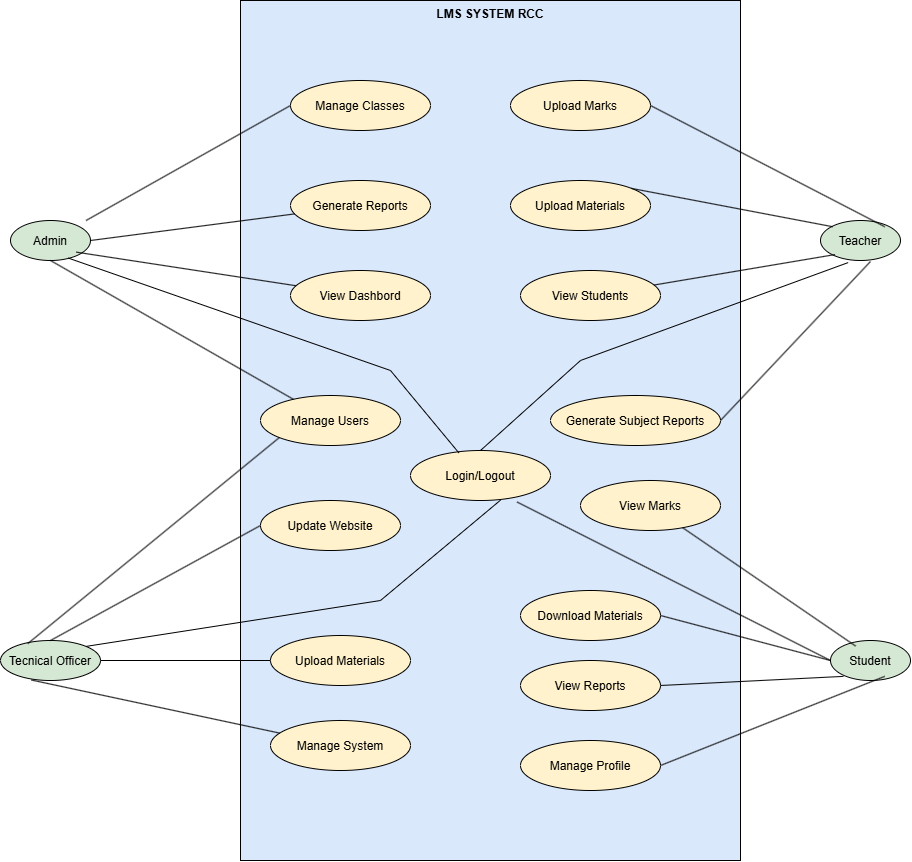 LMS SYSTEM RCC
Manage Classes
Upload Marks
Generate Reports
Upload Materials
Admin
Teacher
View Dashbord
View Students
Manage Users
Generate Subject Reports
Login/Logout
View Marks
Update Website
Download Materials
Tecnical Officer
Upload Materials
Student
View Reports
Manage System
Manage Profile